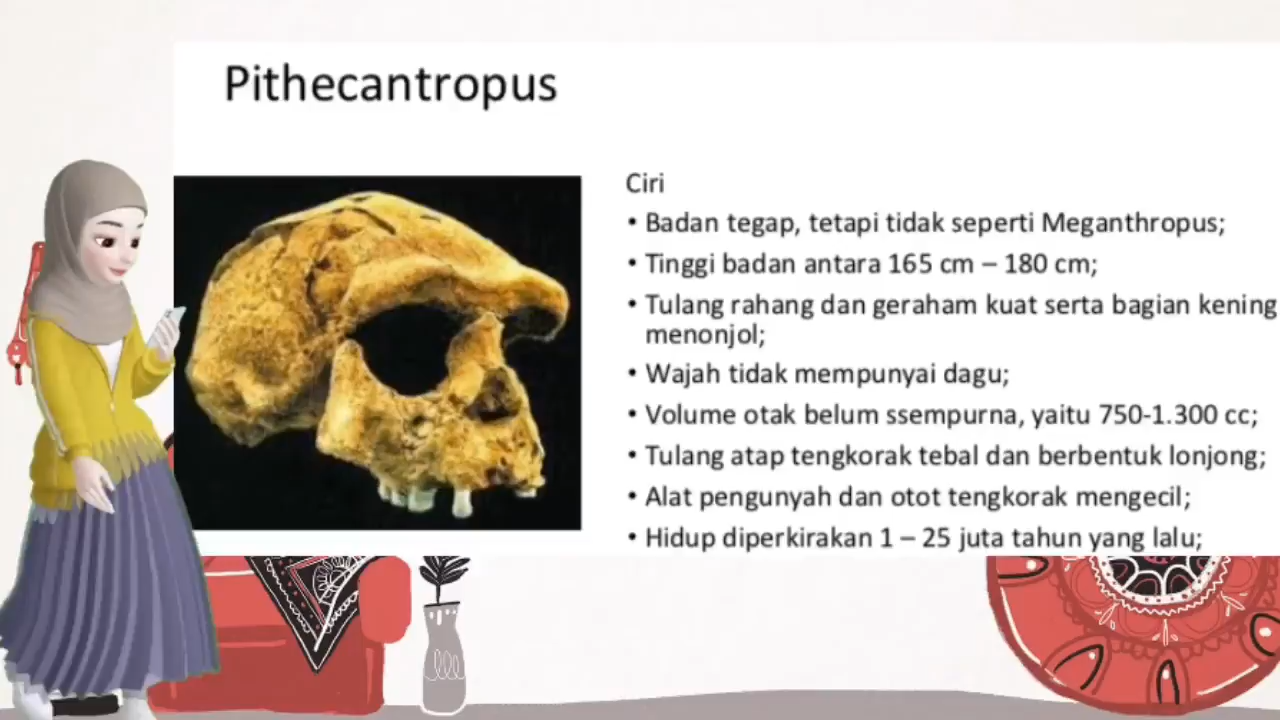 Pithecantropus
Ciri
• Badan tegap, tetapi tidak seperti Meganthropus;
• Tinggi badan antara 165 cm – 180 cm;
• Tulang rahang dan geraham kuat serta bagian kening
menonjol;
• Wajah tidak mempunyai dagu;
• Volume otak belum ssempurna, yaitu 750-1.300 cc;
• Tulang atap tengkorak tebal dan berbentuk lonjong;
• Alat pengunyah dan otot tengkorak mengecil;
• Hidup diperkirakan 1 – 25 juta tahun yang lalu;